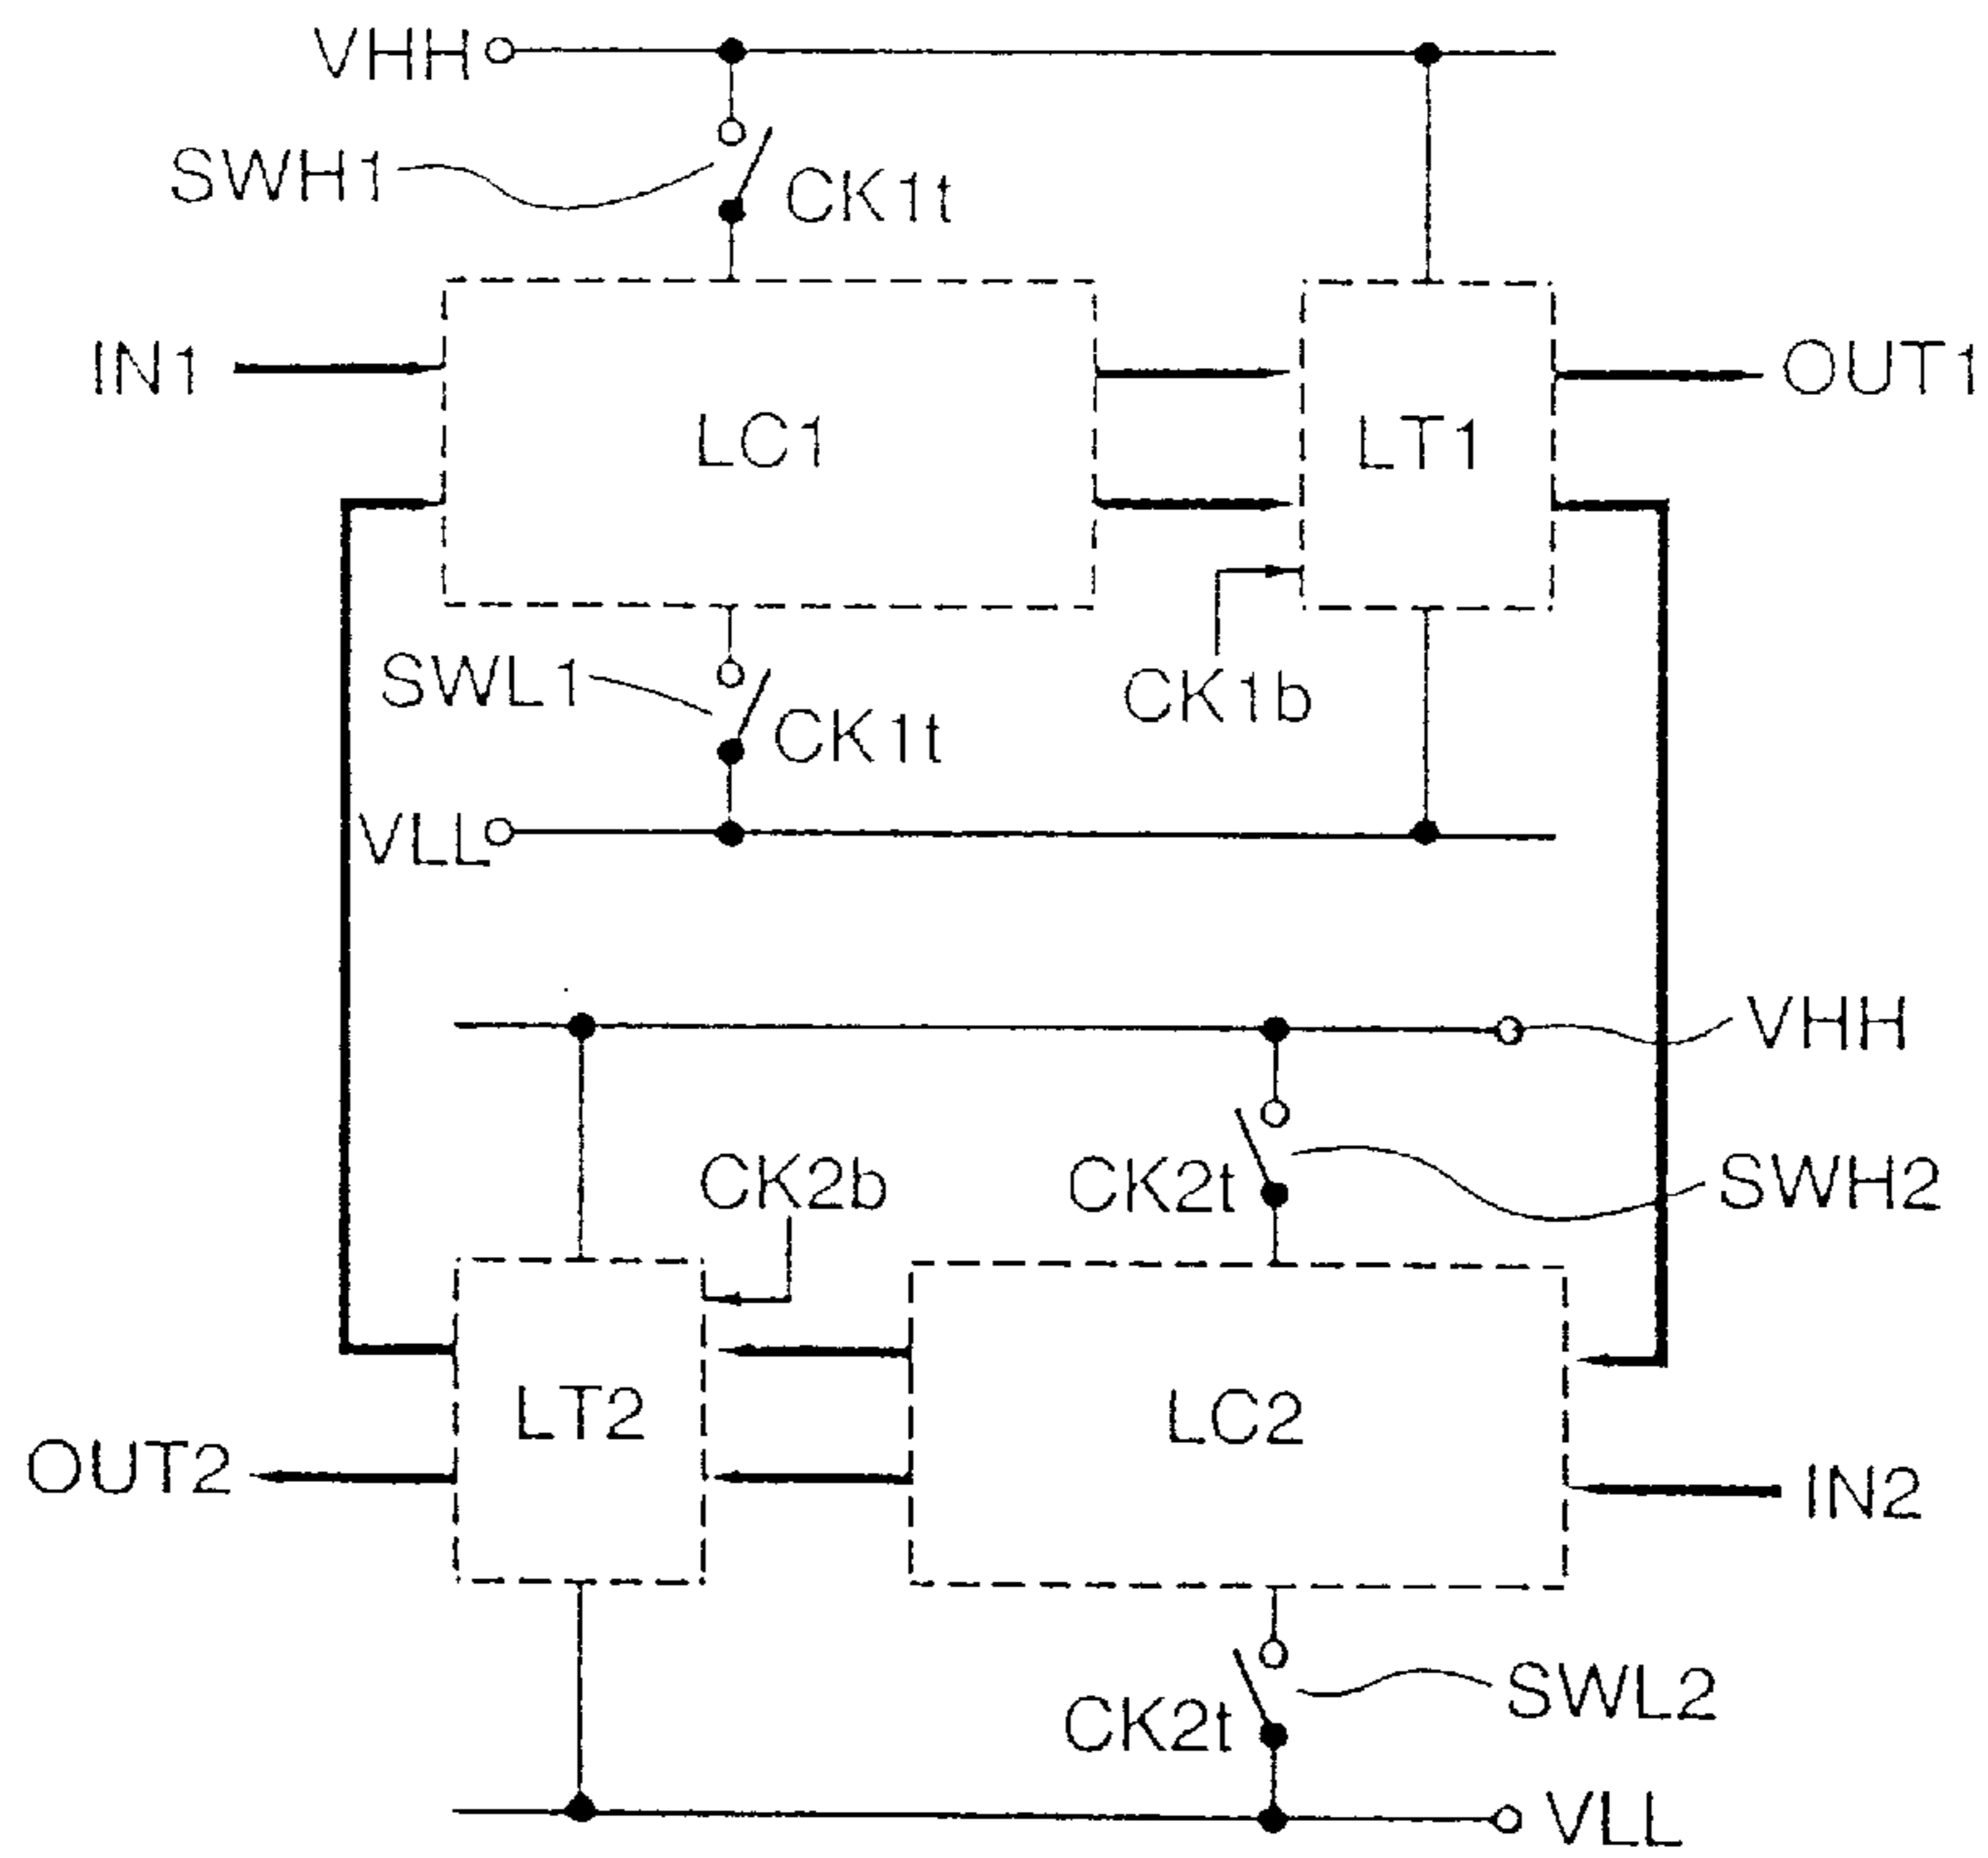 VHH
SWH1
CK1t
IN1
LC1
LT1
OUT1
SWL1
CK1t
CK1b
VLL
VHH
CK2b
CK2t
SWH2
LT2
LC2
OUT2
IN2
CK2t
SWL2
VLL